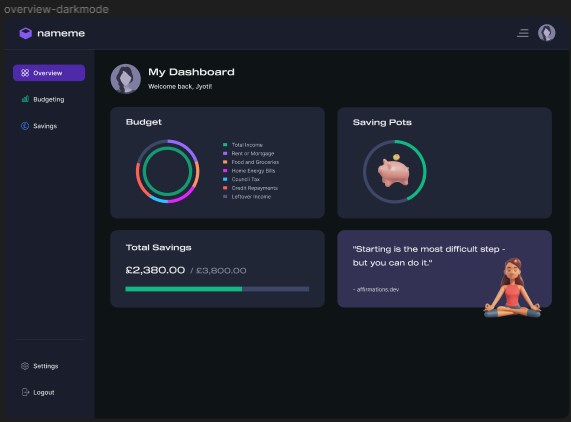 overview-darkmode
nameme
Overview
Budgeting
Savings
Settings
Logout
My Dashboard
Welcome back, Jyoti!
Budget
Total Income
Rent or Mortgage
Food and Groceries
Home Energy Bills
Council Tax
Credit Repayments
Leftover Income
Saving Pots
Total Savings
£2,380.00 / £3,800.00
"Starting is the most difficult step -
but you can do it."
- affirmations.dev